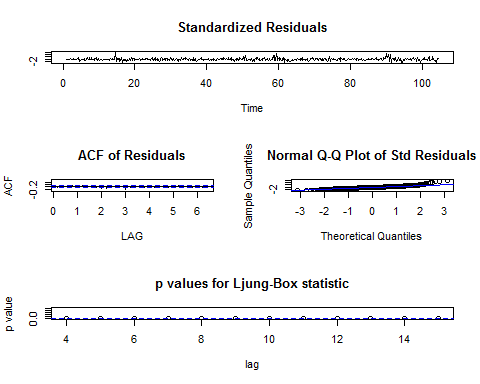 Standardized Residuals
-2
0 20 40 60 80 100
Time
ACF of Residuals
ACF
-0.2
0 1 2 3 4 5 6
LAG
Normal Q-Q Plot of Std Residuals
Sample Quantiles
-2
-3 -2 -1 0 1 2 3
Theoretical Quantiles
p values for Ljung-Box statistic
p value
0.0
4 6 8 10 12 14
lag